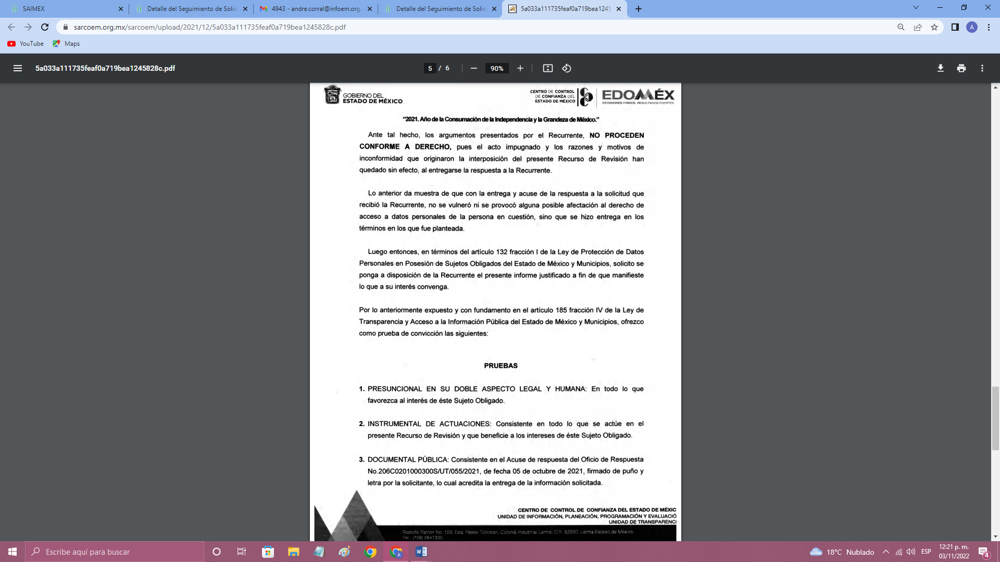 SAIMEX
Detalle del Seguimiento de Solici
4943 - andre.corral@infoem.org.
Detalle del Seguimiento de Solici
5a033a111735feaf0a719bea1245
sarcoem.org.mx/sarcoem/upload/2021/12/5a033a111735feaf0a719bea1245828c.pdf
A
YouTube
Maps
5a033a111735feaf0a719bea1245828c.pdf
5 / 6
90%
GOBIERNO DEL
ESTADO DE MÉXICO
CENTRO DE CONTROL
DE CONFIANZA DEL
ESTADO DE MÉXICO
EDOMÉX
DECISIONES FIRMES, RESULTADOS FUERTES
“2021. Año de la Consumación de la Independencia y la Grandeza de México.”
Ante tal hecho, los argumentos presentados por el Recurrente, NO PROCEDEN
CONFORME A DERECHO, pues el acto impugnado y los razones y motivos de
inconformidad que originaron la interposición del presente Recurso de Revisión han
quedado sin efecto, al entregarse la respuesta a la Recurrente.
Lo anterior da muestra de que con la entrega y acuse de la respuesta a la solicitud que
recibió la Recurrente, no se vulneró ni se provocó alguna posible afectación al derecho de
acceso a datos personales de la persona en cuestión, sino que se hizo entrega en los
términos en los que fue planteada.
Luego entonces, en términos del artículo 132 fracción I de la Ley de Protección de Datos
Personales en Posesión de Sujetos Obligados del Estado de México y Municipios, solicito se
ponga a disposición de la Recurrente el presente informe justificado a fin de que manifieste
lo que a su interés convenga.
Por lo anteriormente expuesto y con fundamento en el artículo 185 fracción IV de la Ley de
Transparencia y Acceso a la Información Pública del Estado de México y Municipios, ofrezco
como prueba de convicción las siguientes:
PRUEBAS
1. PRESUNCIONAL EN SU DOBLE ASPECTO LEGAL Y HUMANA: En todo lo que
favorezca al interés de éste Sujeto Obligado.
2. INSTRUMENTAL DE ACTUACIONES: Consistente en todo lo que se actúe en el
presente Recurso de Revisión y que beneficie a los intereses de éste Sujeto Obligado.
3. DOCUMENTAL PÚBLICA: Consistente en el Acuse de respuesta del Oficio de Respuesta
No.206C0201000300S/UT/055/2021, de fecha 05 de octubre de 2021, firmado de puño y
letra por la solicitante, lo cual acredita la entrega de la información solicitada.
CENTRO DE CONTROL DE CONFIANZA DEL ESTADO DE MÉXIC
UNIDAD DE INFORMACIÓN, PLANEACIÓN, PROGRAMACIÓN Y EVALUACIÓ
UNIDAD DE TRANSPARENCI
Rodolfo Patrón No. 123, Esq. Paseo Tollocan, Colonia Industrial Lerma, C.P. 52000, Lerma Estado de México.
Tel.: (728) 2847330.
Escribe aquí para buscar
18°C Nublado
ESP
12:21 p. m.
03/11/2022
4